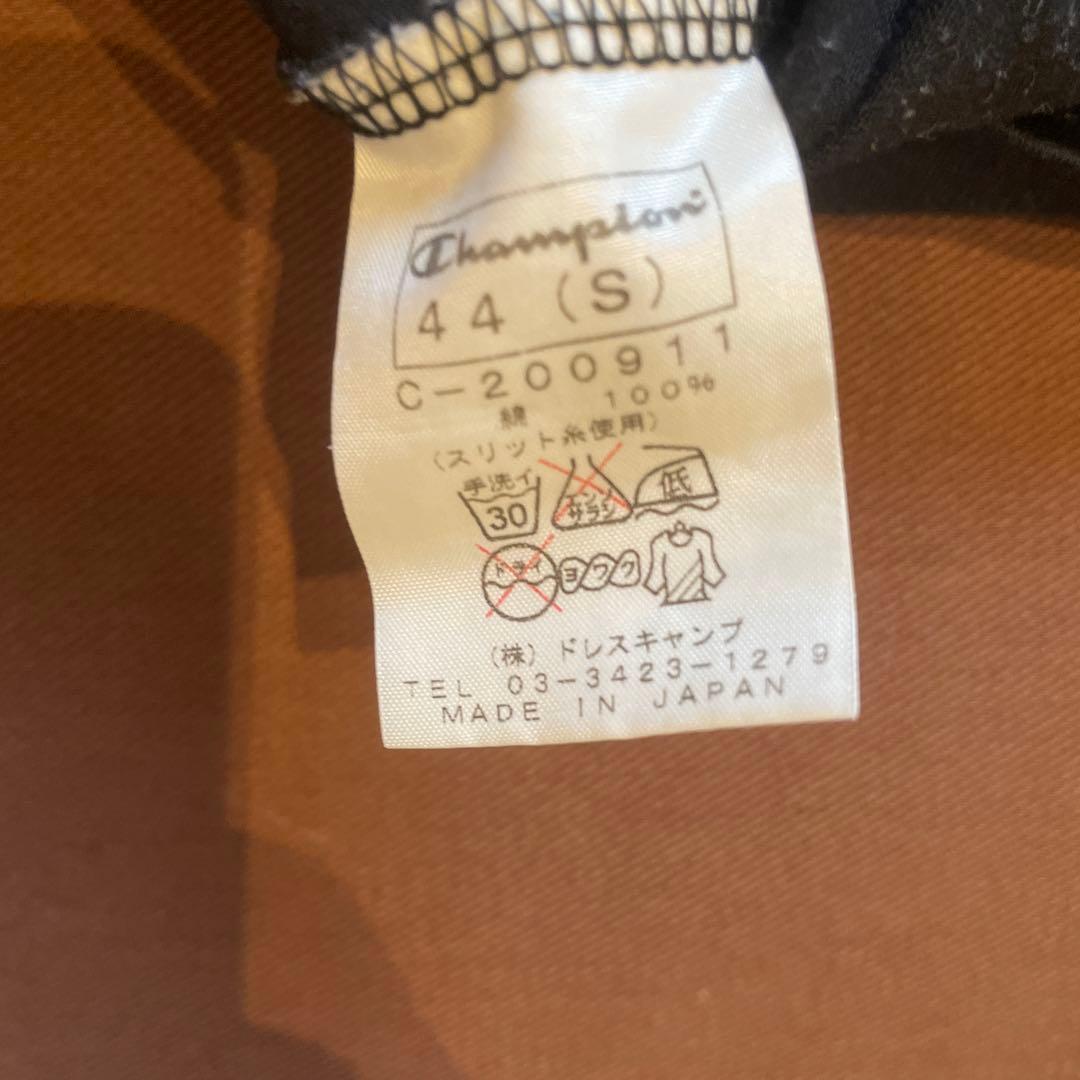 Champion
44 (S)
C-200911
綿 100%
(スリット糸使用)
手洗イ
30
エンソ
サラシ
低
ドライ
ヨワク
(株) ドレスキャンプ
TEL 03-3423-1279
MADE IN JAPAN